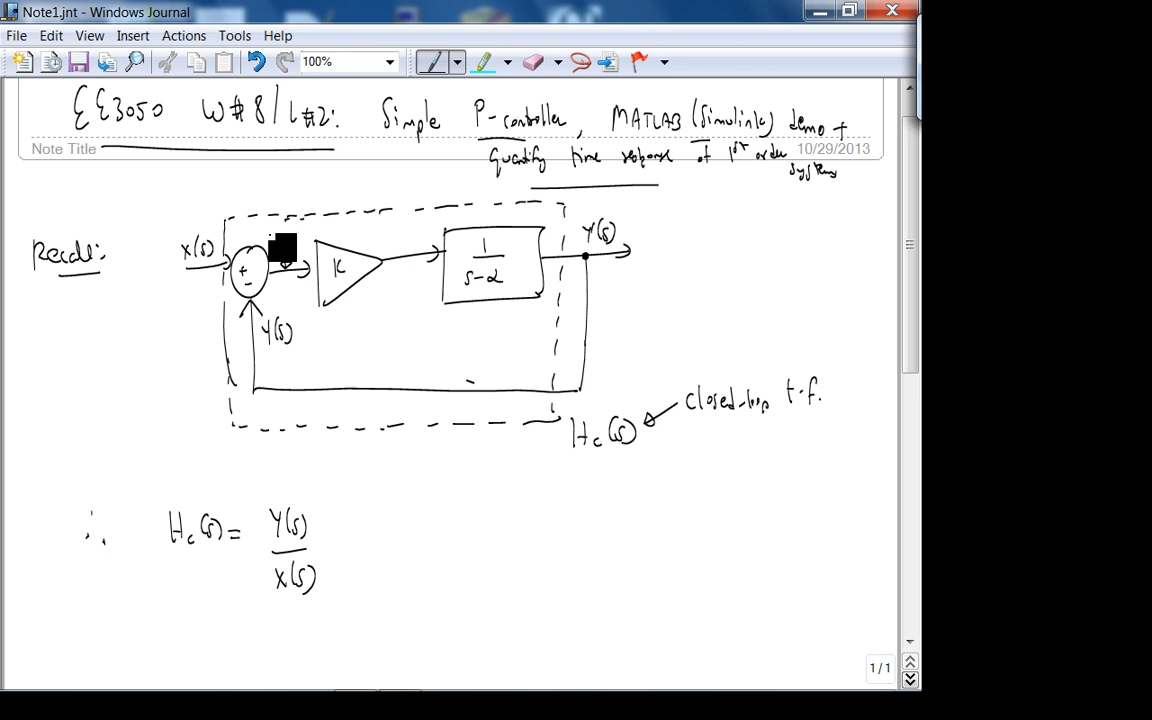 Note1.jnt - Windows Journal
File Edit View Insert Actions Tools Help
100%
EE3050 W#8/L#2: Simple P-controller, MATLAB (Simulink) demo +
quantify time response of 1st order systems
Note Title
10/29/2013
Recall:
X(s)
+
-
K
1
s-α
Y(s)
Y(s)
closed-loop t.f.
Hc(s)
∴ Hc(s) = Y(s)
X(s)
1/1